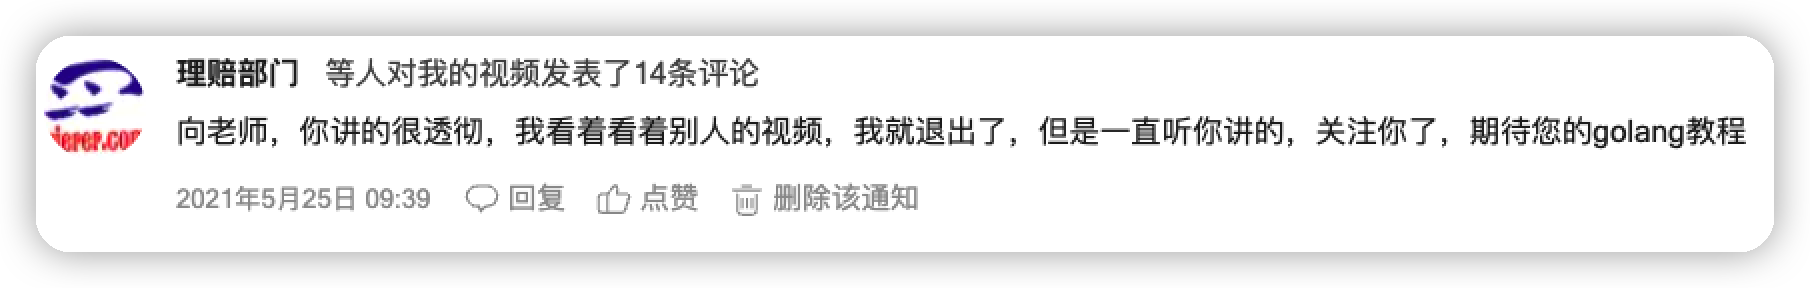 理赔部门 等人对我的视频发表了14条评论
向老师，你讲的很透彻，我看着看着别人的视频，我就退出了，但是一直听你讲的，关注你了，期待您的golang教程
2021年5月25日 09:39 回复 点赞 删除该通知